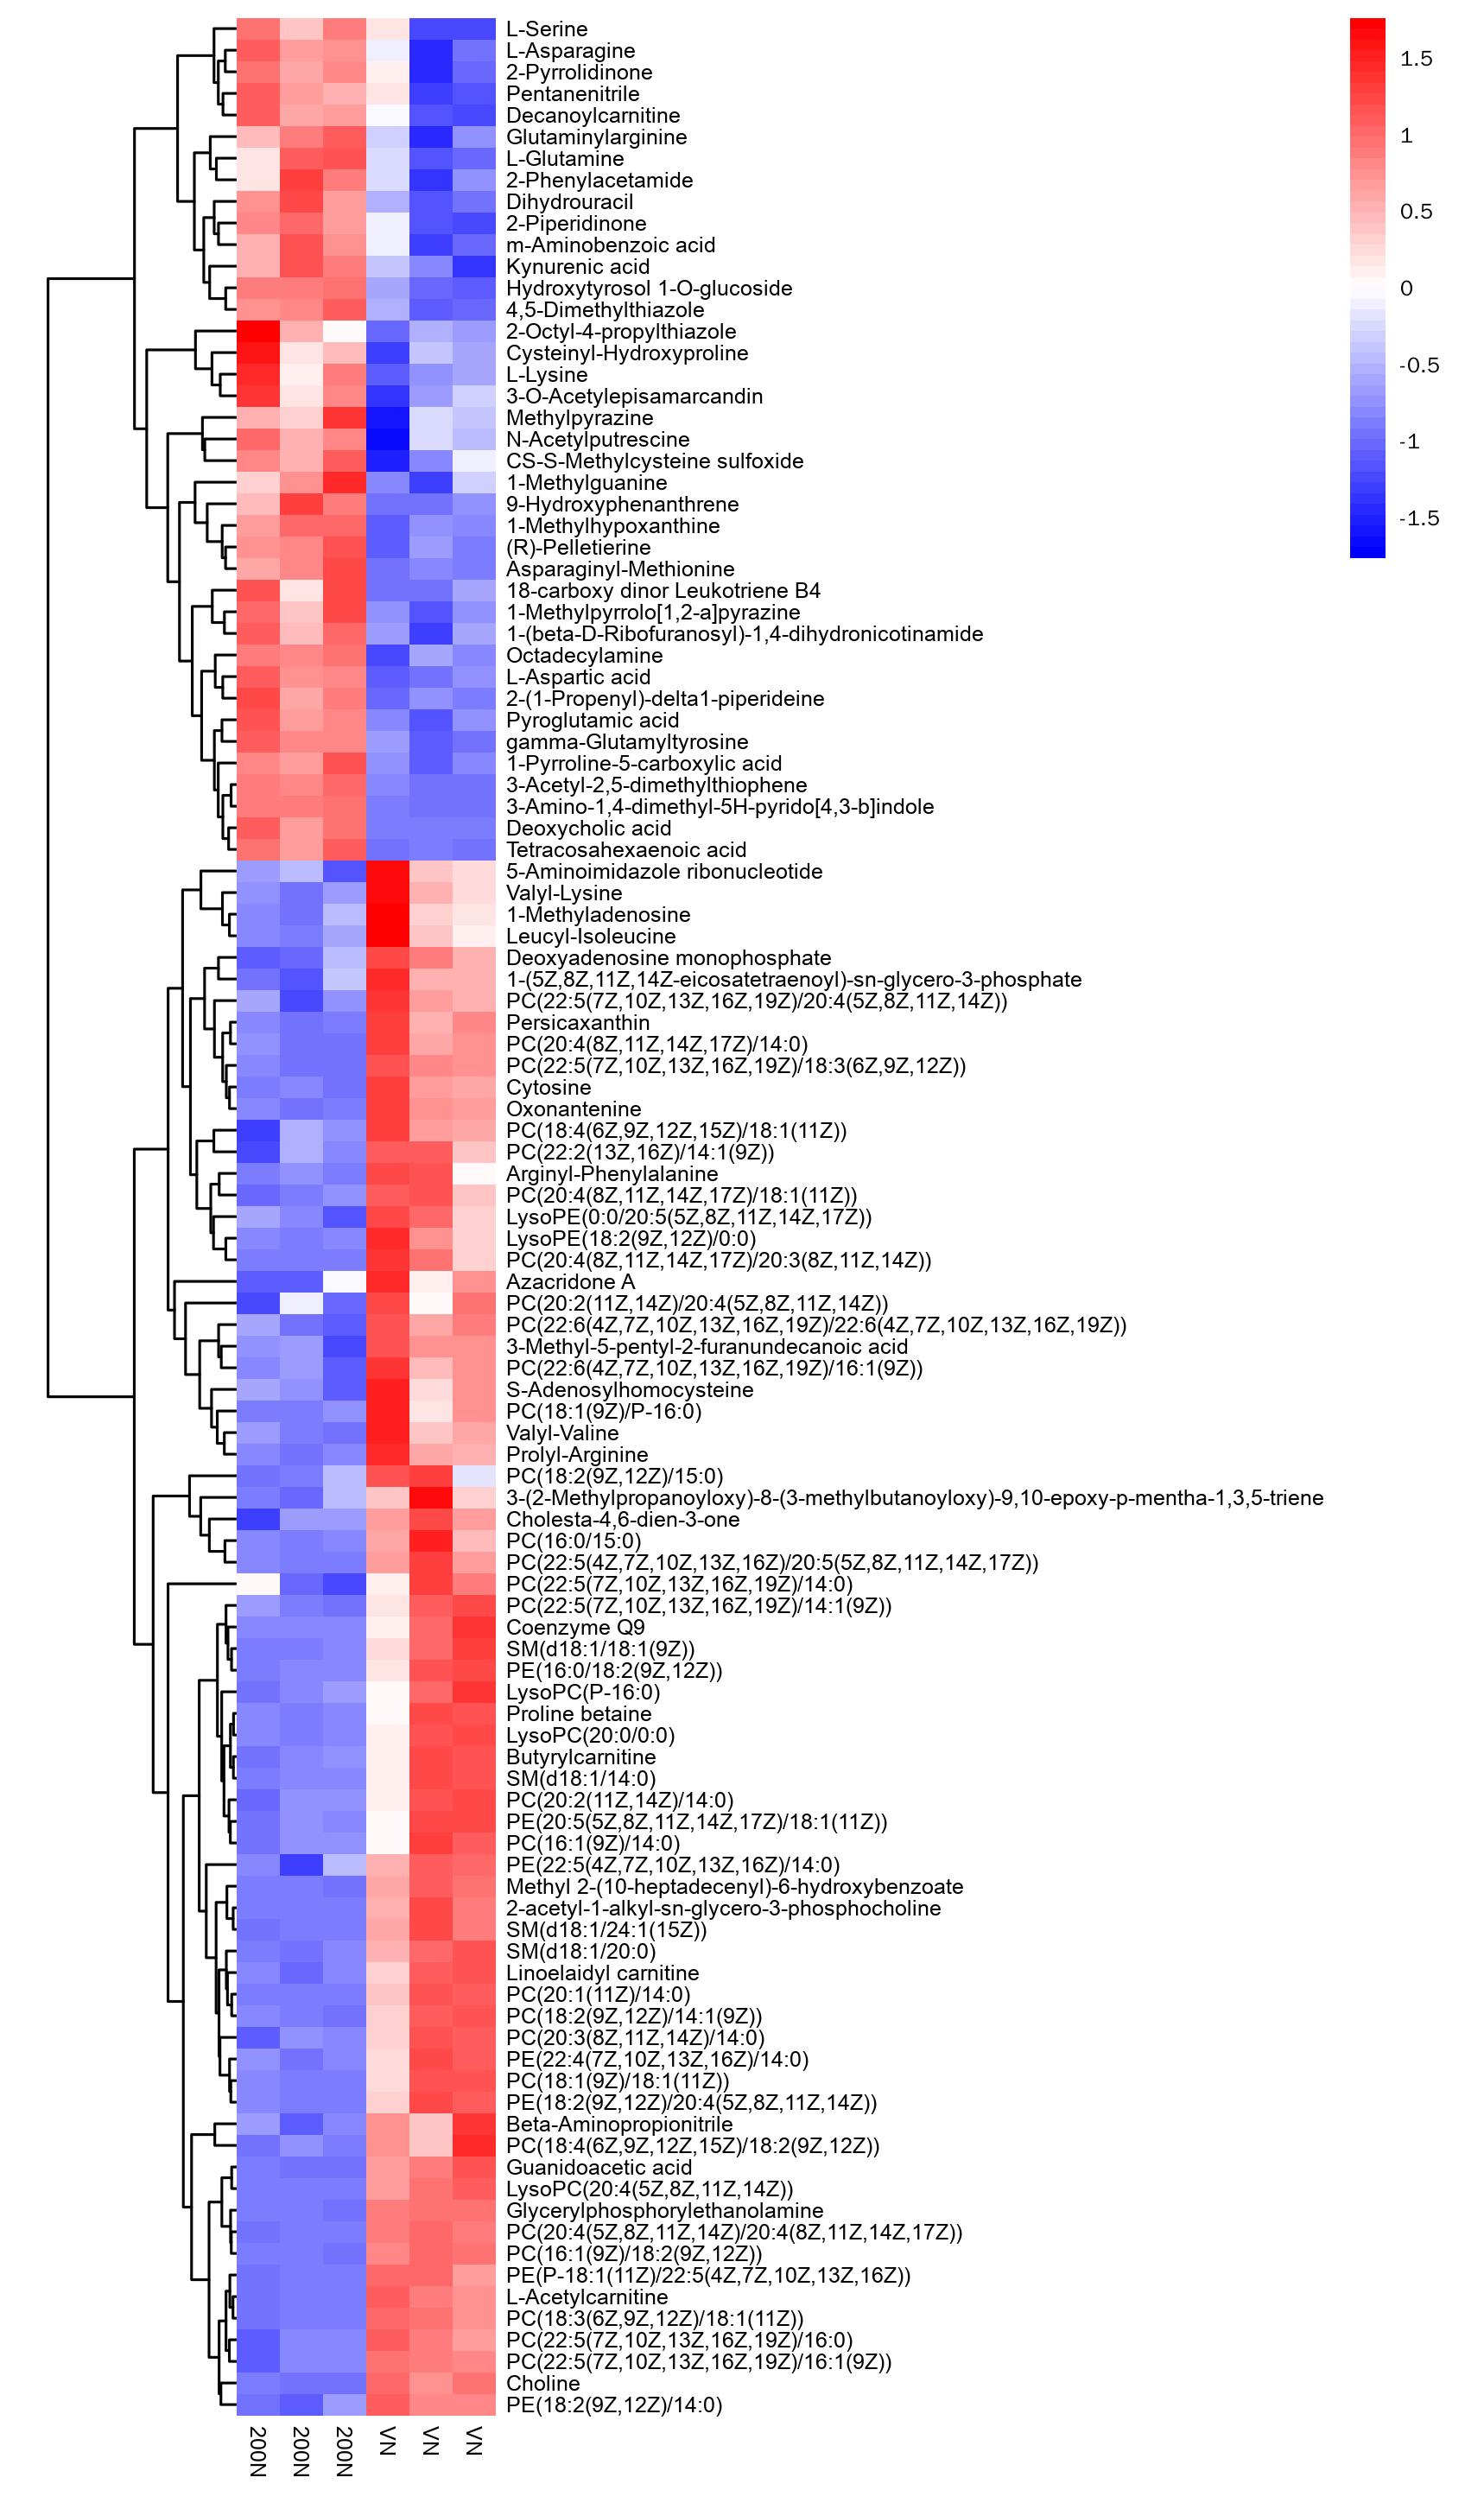 L-Serine
L-Asparagine
2-Pyrrolidinone
Pentanenitrile
Decanoylcarnitine
Glutaminylarginine
L-Glutamine
2-Phenylacetamide
Dihydrouracil
2-Piperidinone
m-Aminobenzoic acid
Kynurenic acid
Hydroxytyrosol 1-O-glucoside
4,5-Dimethylthiazole
2-Octyl-4-propylthiazole
Cysteinyl-Hydroxyproline
L-Lysine
3-O-Acetylepisamarcandin
Methylpyrazine
N-Acetylputrescine
CS-S-Methylcysteine sulfoxide
1-Methylguanine
9-Hydroxyphenanthrene
1-Methylhypoxanthine
(R)-Pelletierine
Asparaginyl-Methionine
18-carboxy dinor Leukotriene B4
1-Methylpyrrolo[1,2-a]pyrazine
1-(beta-D-Ribofuranosyl)-1,4-dihydronicotinamide
Octadecylamine
L-Aspartic acid
2-(1-Propenyl)-delta1-piperideine
Pyroglutamic acid
gamma-Glutamyltyrosine
1-Pyrroline-5-carboxylic acid
3-Acetyl-2,5-dimethylthiophene
3-Amino-1,4-dimethyl-5H-pyrido[4,3-b]indole
Deoxycholic acid
Tetracosahexaenoic acid
5-Aminoimidazole ribonucleotide
Valyl-Lysine
1-Methyladenosine
Leucyl-Isoleucine
Deoxyadenosine monophosphate
1-(5Z,8Z,11Z,14Z-eicosatetraenoyl)-sn-glycero-3-phosphate
PC(22:5(7Z,10Z,13Z,16Z,19Z)/20:4(5Z,8Z,11Z,14Z))
Persicaxanthin
PC(20:4(8Z,11Z,14Z,17Z)/14:0)
PC(22:5(7Z,10Z,13Z,16Z,19Z)/18:3(6Z,9Z,12Z))
Cytosine
Oxonantenine
PC(18:4(6Z,9Z,12Z,15Z)/18:1(11Z))
PC(22:2(13Z,16Z)/14:1(9Z))
Arginyl-Phenylalanine
PC(20:4(8Z,11Z,14Z,17Z)/18:1(11Z))
LysoPE(0:0/20:5(5Z,8Z,11Z,14Z,17Z))
LysoPE(18:2(9Z,12Z)/0:0)
PC(20:4(8Z,11Z,14Z,17Z)/20:3(8Z,11Z,14Z))
Azacridone A
PC(20:2(11Z,14Z)/20:4(5Z,8Z,11Z,14Z))
PC(22:6(4Z,7Z,10Z,13Z,16Z,19Z)/22:6(4Z,7Z,10Z,13Z,16Z,19Z))
3-Methyl-5-pentyl-2-furanundecanoic acid
PC(22:6(4Z,7Z,10Z,13Z,16Z,19Z)/16:1(9Z))
S-Adenosylhomocysteine
PC(18:1(9Z)/P-16:0)
Valyl-Valine
Prolyl-Arginine
PC(18:2(9Z,12Z)/15:0)
3-(2-Methylpropanoyloxy)-8-(3-methylbutanoyloxy)-9,10-epoxy-p-mentha-1,3,5-triene
Cholesta-4,6-dien-3-one
PC(16:0/15:0)
PC(22:5(4Z,7Z,10Z,13Z,16Z)/20:5(5Z,8Z,11Z,14Z,17Z))
PC(22:5(7Z,10Z,13Z,16Z,19Z)/14:0)
PC(22:5(7Z,10Z,13Z,16Z,19Z)/14:1(9Z))
Coenzyme Q9
SM(d18:1/18:1(9Z))
PE(16:0/18:2(9Z,12Z))
LysoPC(P-16:0)
Proline betaine
LysoPC(20:0/0:0)
Butyrylcarnitine
SM(d18:1/14:0)
PC(20:2(11Z,14Z)/14:0)
PE(20:5(5Z,8Z,11Z,14Z,17Z)/18:1(11Z))
PC(16:1(9Z)/14:0)
PE(22:5(4Z,7Z,10Z,13Z,16Z)/14:0)
Methyl 2-(10-heptadecenyl)-6-hydroxybenzoate
2-acetyl-1-alkyl-sn-glycero-3-phosphocholine
SM(d18:1/24:1(15Z))
SM(d18:1/20:0)
Linoelaidyl carnitine
PC(20:1(11Z)/14:0)
PC(18:2(9Z,12Z)/14:1(9Z))
PC(20:3(8Z,11Z,14Z)/14:0)
PE(22:4(7Z,10Z,13Z,16Z)/14:0)
PC(18:1(9Z)/18:1(11Z))
PE(18:2(9Z,12Z)/20:4(5Z,8Z,11Z,14Z))
Beta-Aminopropionitrile
PC(18:4(6Z,9Z,12Z,15Z)/18:2(9Z,12Z))
Guanidoacetic acid
LysoPC(20:4(5Z,8Z,11Z,14Z))
Glycerylphosphorylethanolamine
PC(20:4(5Z,8Z,11Z,14Z)/20:4(8Z,11Z,14Z,17Z))
PC(16:1(9Z)/18:2(9Z,12Z))
PE(P-18:1(11Z)/22:5(4Z,7Z,10Z,13Z,16Z))
L-Acetylcarnitine
PC(18:3(6Z,9Z,12Z)/18:1(11Z))
PC(22:5(7Z,10Z,13Z,16Z,19Z)/16:0)
PC(22:5(7Z,10Z,13Z,16Z,19Z)/16:1(9Z))
Choline
PE(18:2(9Z,12Z)/14:0)
200N
200N
200N
VN
VN
VN
1.5
1
0.5
0
-0.5
-1
-1.5